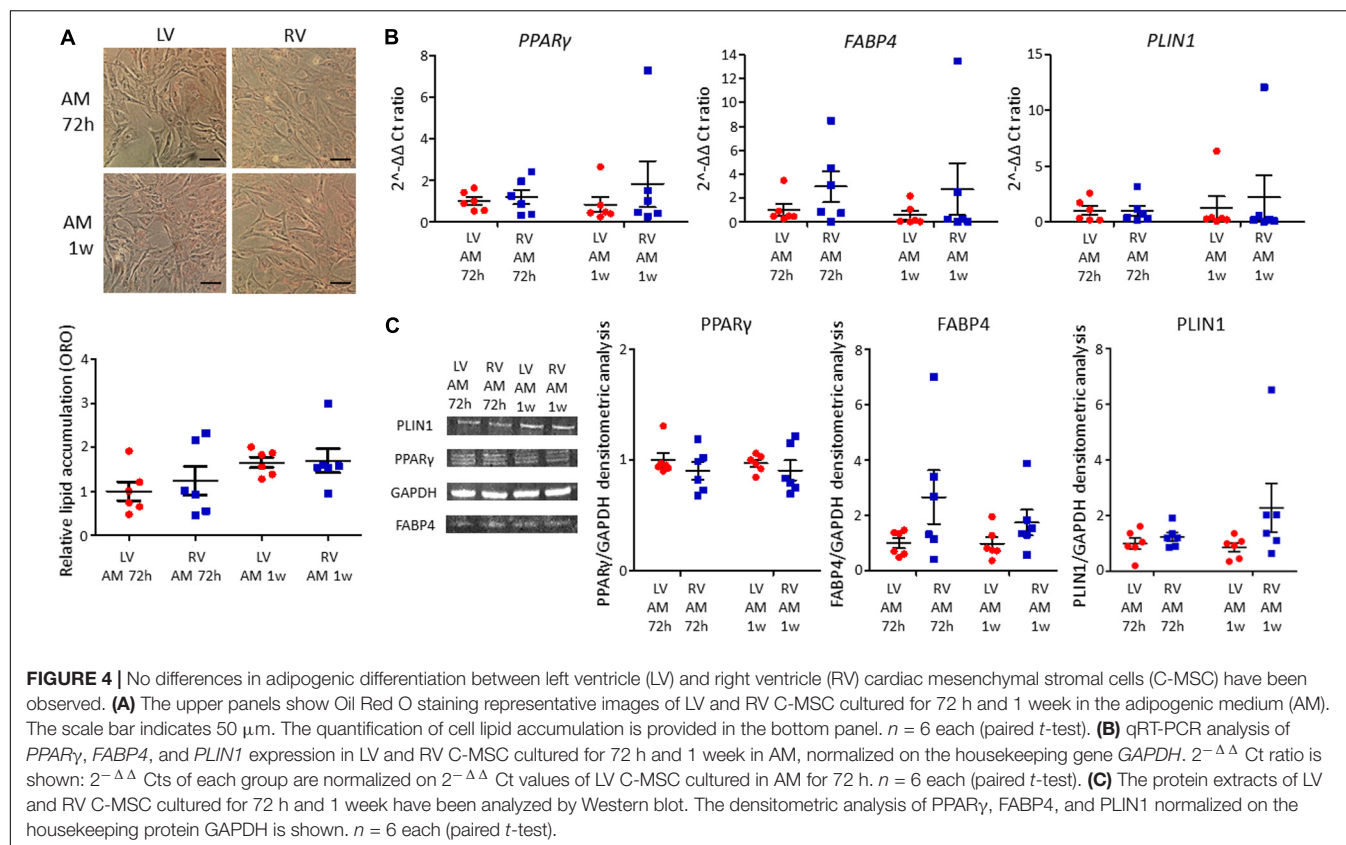 A
LV RV
AM
72h
AM
1w
Relative lipid accumulation (ORO)
4
3
2
1
0
LV
AM 72h
RV
AM 72h
LV
AM 1w
RV
AM 1w
B
PPARγ
2^-ΔΔ Ct ratio
8
6
4
2
0
LV
AM
72h
RV
AM
72h
LV
AM
1w
RV
AM
1w
FABP4
2^-ΔΔ Ct ratio
14
12
10
8
6
4
2
0
LV
AM
72h
RV
AM
72h
LV
AM
1w
RV
AM
1w
PLIN1
2^-ΔΔ Ct ratio
15
10
5
0
LV
AM
72h
RV
AM
72h
LV
AM
1w
RV
AM
1w
C
LV
AM
72h
RV
AM
72h
LV
AM
1w
RV
AM
1w
PLIN1
PPARγ
GAPDH
FABP4
PPARγ
PPARγ/GAPDH densitometric analysis
2
1
0
LV
AM
72h
RV
AM
72h
LV
AM
1w
RV
AM
1w
FABP4
FABP4/GAPDH densitometric analysis
8
6
4
2
0
LV
AM
72h
RV
AM
72h
LV
AM
1w
RV
AM
1w
PLIN1
PLIN1/GAPDH densitometric analysis
8
6
4
2
0
LV
AM
72h
RV
AM
72h
LV
AM
1w
RV
AM
1w
FIGURE 4 | No differences in adipogenic differentiation between left ventricle (LV) and right ventricle (RV) cardiac mesenchymal stromal cells (C-MSC) have been
observed. (A) The upper panels show Oil Red O staining representative images of LV and RV C-MSC cultured for 72 h and 1 week in the adipogenic medium (AM).
The scale bar indicates 50 μm. The quantification of cell lipid accumulation is provided in the bottom panel. n = 6 each (paired t-test). (B) qRT-PCR analysis of
PPARγ, FABP4, and PLIN1 expression in LV and RV C-MSC cultured for 72 h and 1 week in AM, normalized on the housekeeping gene GAPDH. 2−ΔΔ Ct ratio is
shown: 2−ΔΔ Cts of each group are normalized on 2−ΔΔ Ct values of LV C-MSC cultured in AM for 72 h. n = 6 each (paired t-test). (C) The protein extracts of LV
and RV C-MSC cultured for 72 h and 1 week have been analyzed by Western blot. The densitometric analysis of PPARγ, FABP4, and PLIN1 normalized on the
housekeeping protein GAPDH is shown. n = 6 each (paired t-test).